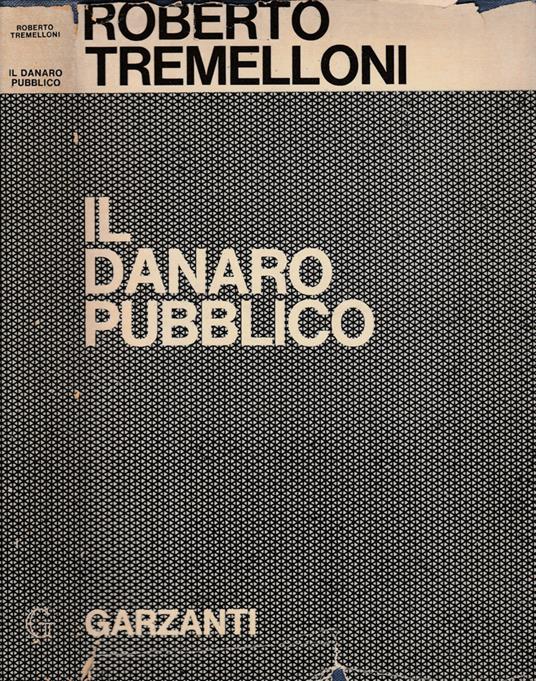 ROBERTO
TREMELLONI
IL DANARO
PUBBLICO
G
ROBERTO
TREMELLONI
IL
DANARO
PUBBLICO
GARZANTI